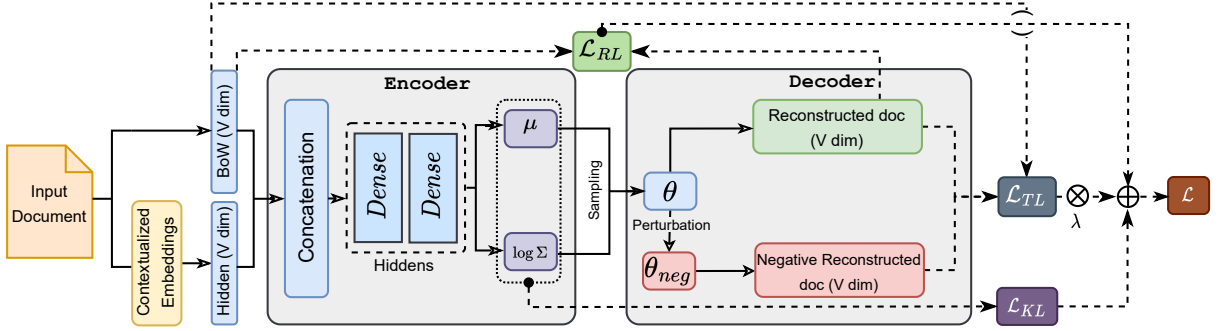 Input
Document
Contextualized
Embeddings
BoW (V dim)
Hidden (V dim)
Encoder
Concatenation
Dense
Dense
Hiddens
μ
log Σ
Sampling
ℒ_RL
Decoder
θ
Perturbation
θ_neg
Reconstructed doc
(V dim)
Negative Reconstructed
doc (V dim)
ℒ_TL
λ
ℒ_KL
ℒ